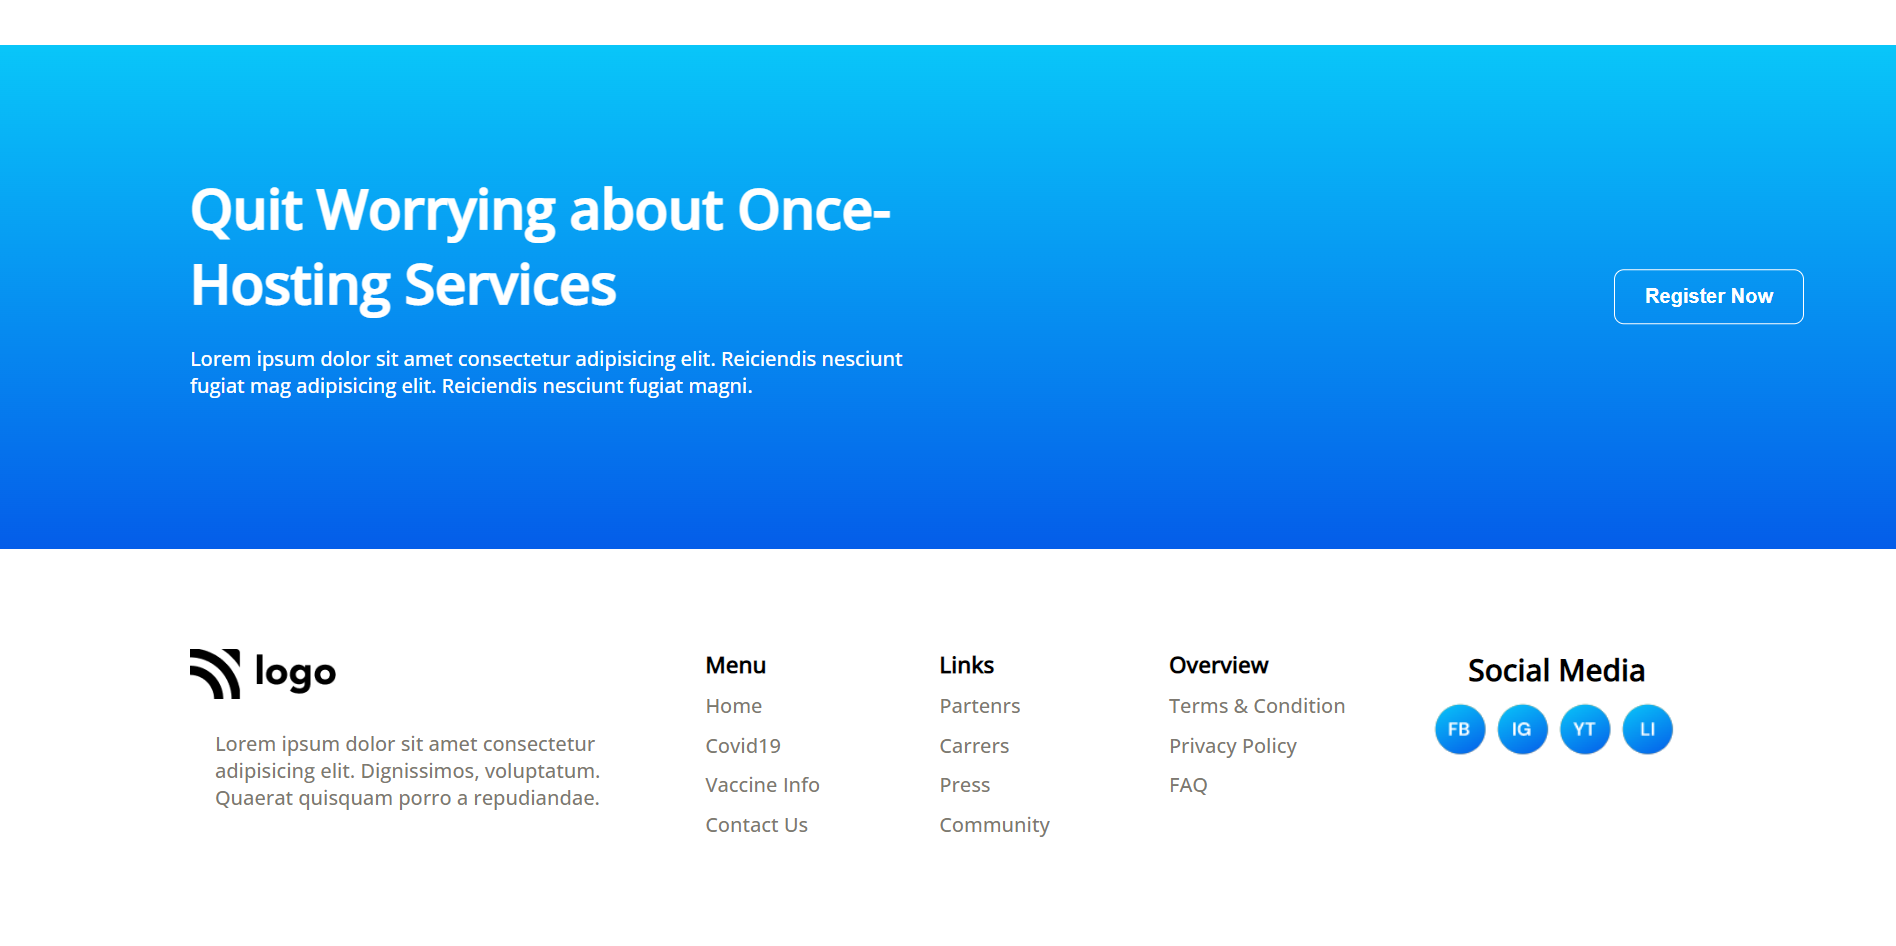 Quit Worrying about Once-
Hosting Services
Lorem ipsum dolor sit amet consectetur adipisicing elit. Reiciendis nesciunt
fugiat mag adipisicing elit. Reiciendis nesciunt fugiat magni.
Register Now
logo
Lorem ipsum dolor sit amet consectetur
adipisicing elit. Dignissimos, voluptatum.
Quaerat quisquam porro a repudiandae.
Menu
Home
Covid19
Vaccine Info
Contact Us
Links
Partenrs
Carrers
Press
Community
Overview
Terms & Condition
Privacy Policy
FAQ
Social Media
FB IG YT LI